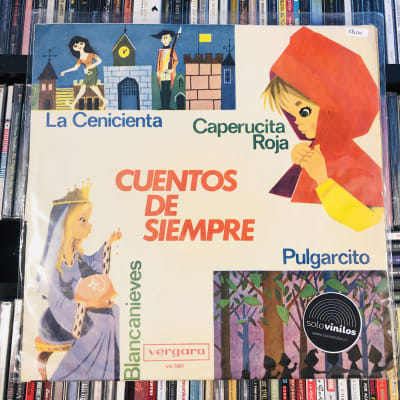 La Cenicienta
Caperucita
Roja
CUENTOS
DE
SIEMPRE
Pulgarcito
Blancanieves
vergara
solovinilos